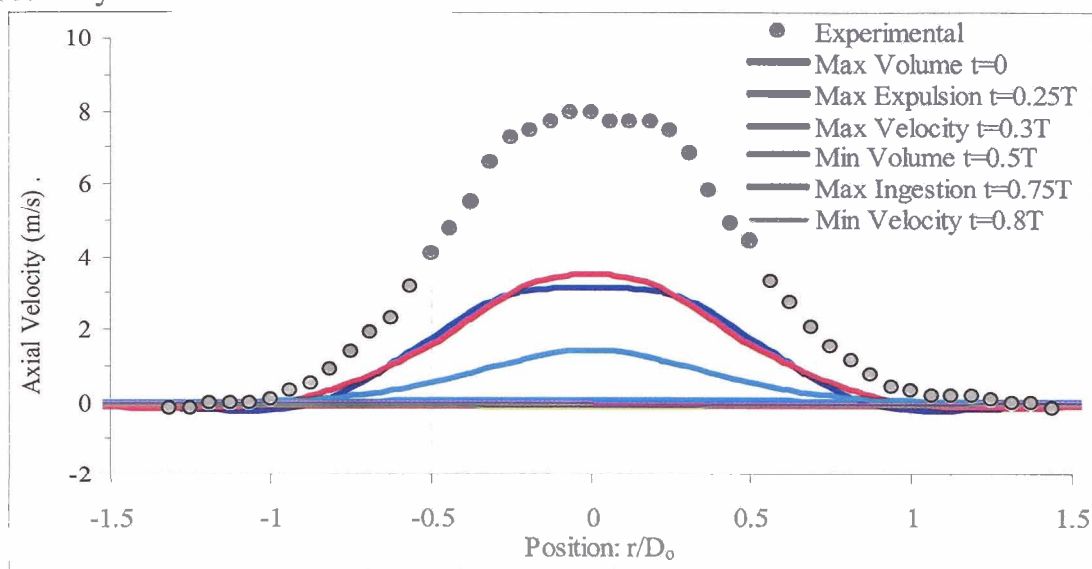 10
8
6
4
2
0
-2
Axial Velocity (m/s) .
Experimental
Max Volume t=0
Max Expulsion t=0.25T
Max Velocity t=0.3T
Min Volume t=0.5T
Max Ingestion t=0.75T
Min Velocity t=0.8T
-1.5 -1 -0.5 0 0.5 1 1.5
Position: r/Dₒ